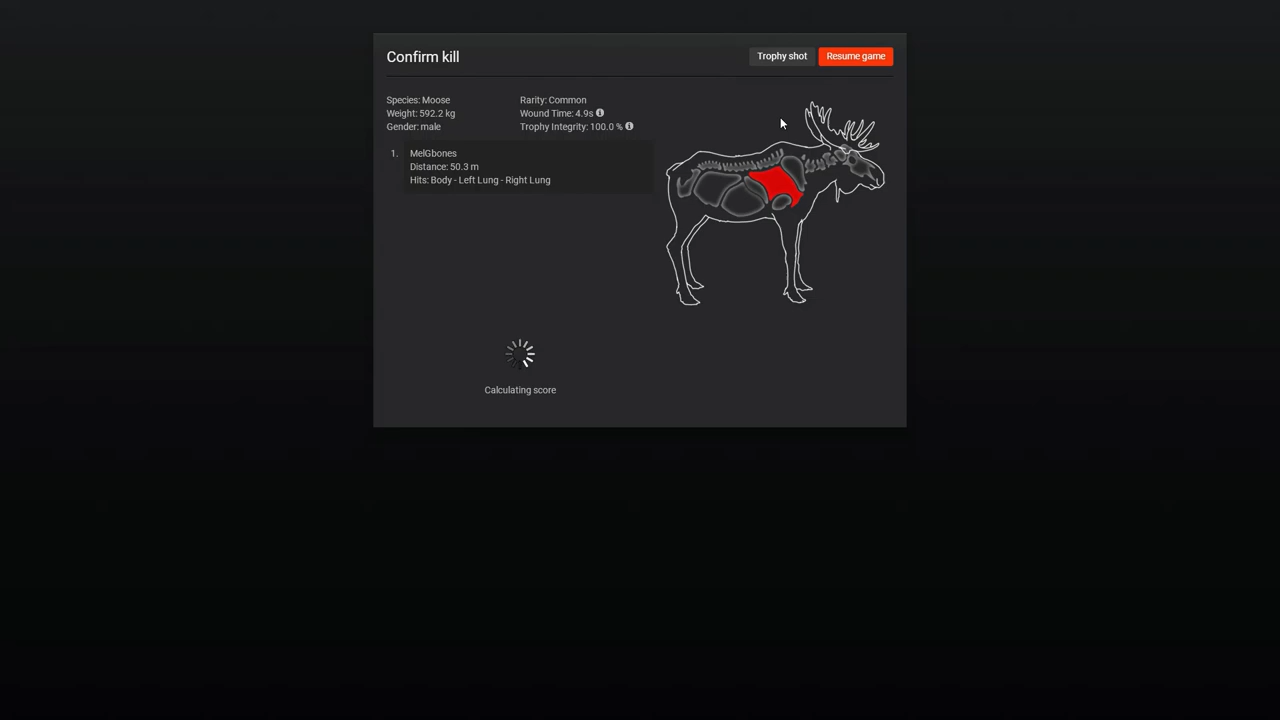 Confirm kill
Trophy shot
Resume game
Species: Moose
Weight: 592.2 kg
Gender: male
Rarity: Common
Wound Time: 4.9s
Trophy Integrity: 100.0 %
1. MelGbones
Distance: 50.3 m
Hits: Body - Left Lung - Right Lung
Calculating score